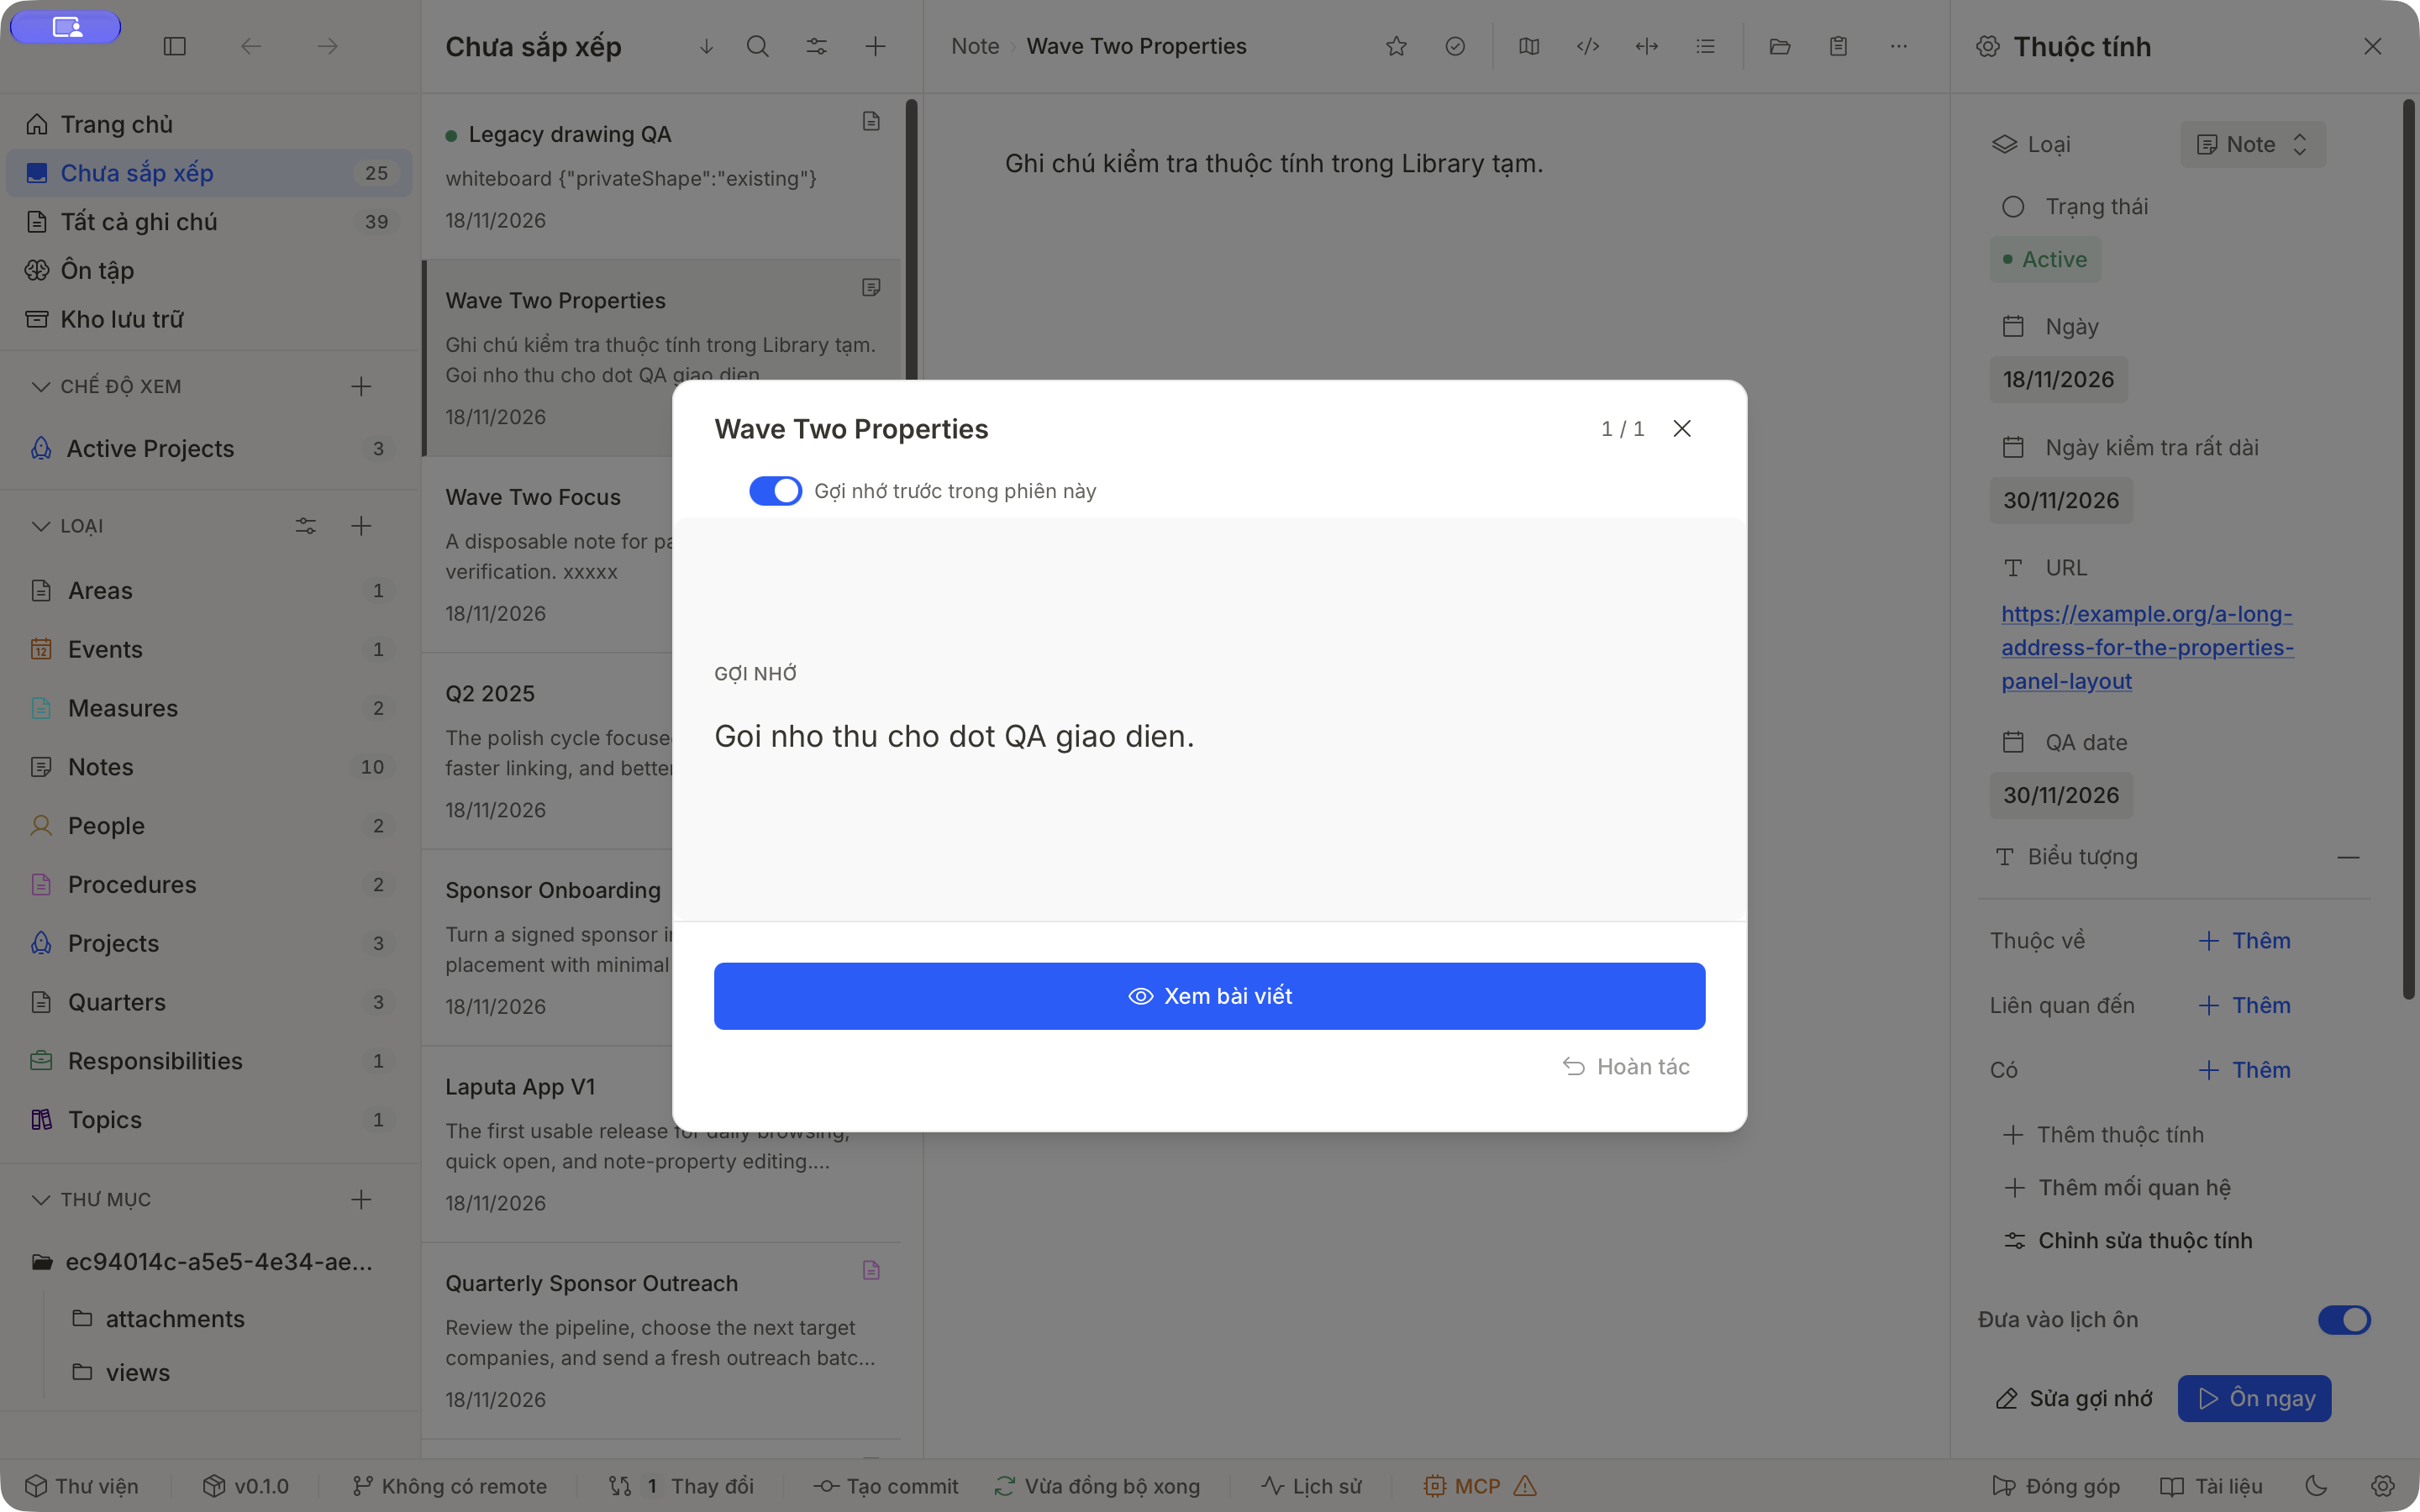 Trang chủ
Chưa sắp xếp 25
Tất cả ghi chú 39
Ôn tập
Kho lưu trữ
CHẾ ĐỘ XEM
Active Projects 3
LOẠI
Areas 1
12
Events 1
Measures 2
Notes 10
People 2
Procedures 2
Projects 3
Quarters 3
Responsibilities 1
Topics 1
THƯ MỤC
ec94014c-a5e5-4e34-ae...
attachments
views
Chưa sắp xếp
Legacy drawing QA
whiteboard {"privateShape":"existing"}
18/11/2026
Wave Two Properties
Ghi chú kiểm tra thuộc tính trong Library tạm.
Goi nho thu cho dot QA giao dien
18/11/2026
Wave Two Focus
A disposable note for
verification. xxxxx
18/11/2026
Q2 2025
The polish cycle
faster linking, and
18/11/2026
Sponsor Onboarding
Turn a signed sponsor
placement with minimal
18/11/2026
Laputa App V1
The first usable release for daily browsing,
quick open, and note-property editing....
18/11/2026
Quarterly Sponsor Outreach
Review the pipeline, choose the next target
companies, and send a fresh outreach batc...
18/11/2026
Note › Wave Two Properties
Ghi chú kiểm tra thuộc tính trong Library tạm.
Wave Two Properties 1 / 1
Gợi nhớ trước trong phiên này
GỢI NHỚ
Goi nho thu cho dot QA giao dien.
Xem bài viết
Hoàn tác
Thuộc tính
Loại Note
Trạng thái
Active
Ngày
18/11/2026
Ngày kiểm tra rất dài
30/11/2026
URL
https://example.org/a-long-
address-for-the-properties-
panel-layout
QA date
30/11/2026
Biểu tượng —
Thuộc về Thêm
Liên quan đến Thêm
Có Thêm
Thêm thuộc tính
Thêm mối quan hệ
Chỉnh sửa thuộc tính
Đưa vào lịch ôn
Sửa gợi nhớ Ôn ngay
Thư viện v0.1.0 Không có remote 1 Thay đổi Tạo commit Vừa đồng bộ xong Lịch sử MCP Đóng góp Tài liệu